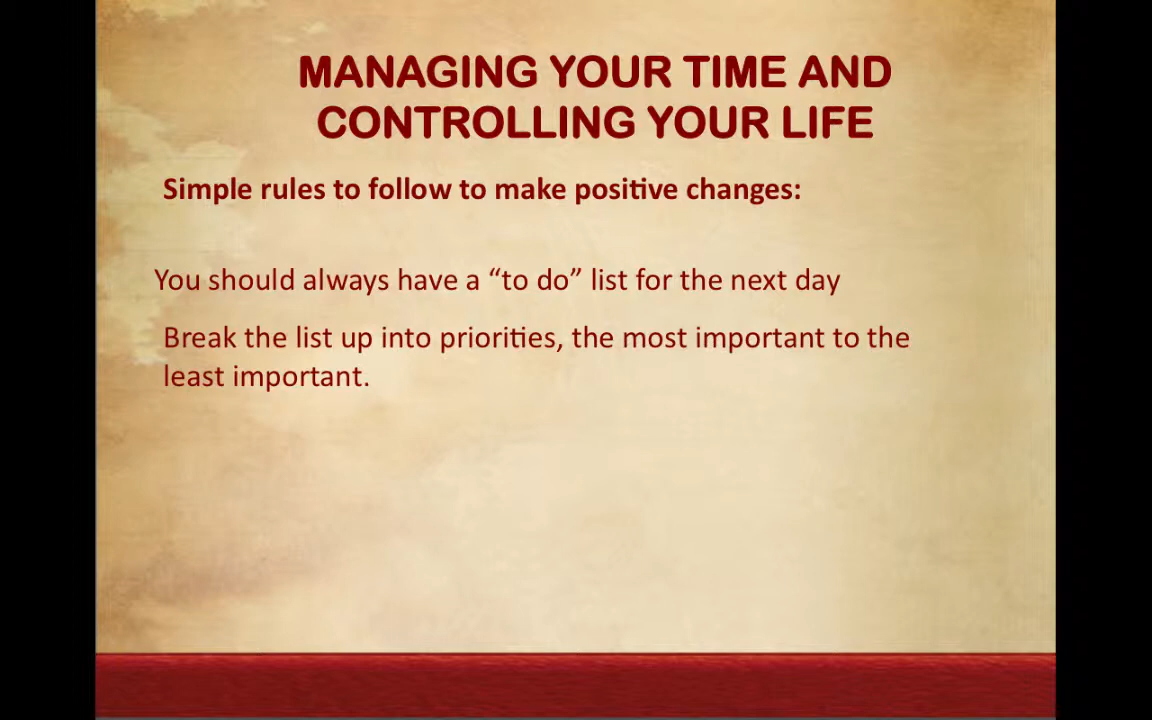 MANAGING YOUR TIME AND
CONTROLLING YOUR LIFE
Simple rules to follow to make positive changes:
You should always have a “to do” list for the next day
Break the list up into priorities, the most important to the
least important.